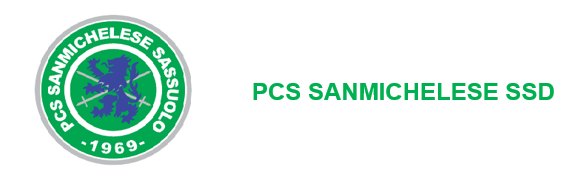 PCS SANMICHELESE SASSUOLO
-1969-
PCS SANMICHELESE SSD